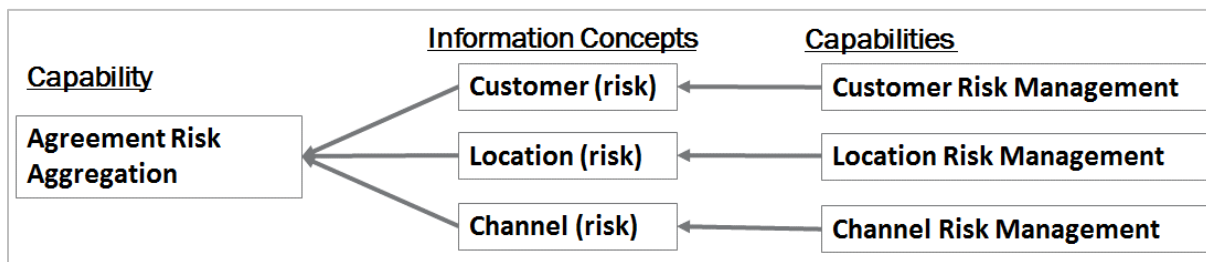 Information Concepts
Capabilities
Capability
Customer (risk)
Customer Risk Management
Agreement Risk
Aggregation
Location (risk)
Location Risk Management
Channel (risk)
Channel Risk Management